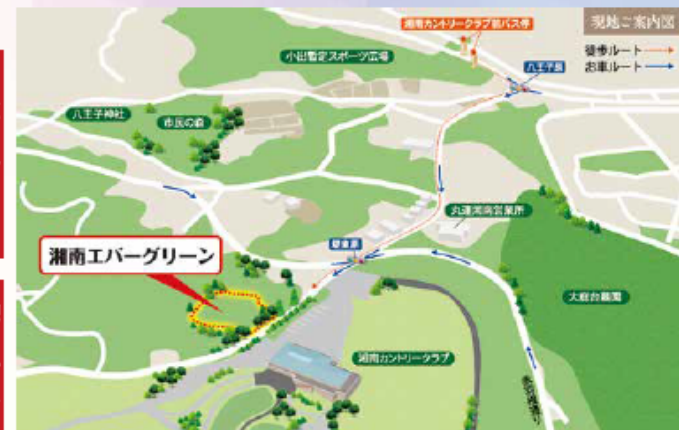 湘南カントリークラブ前バス停
現地ご案内図
徒歩ルート
お車ルート
小出暫定スポーツ広場
八王子原
八王子神社
市民の森
丸運湘南営業所
湘南エバーグリーン
大庭台霊園
湘南カントリークラブ